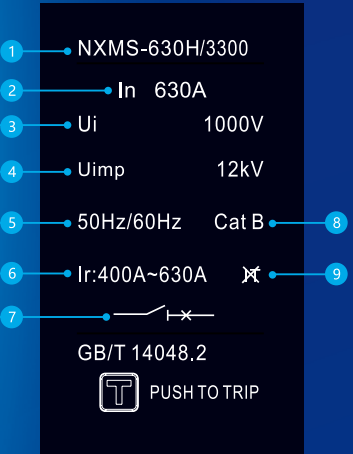 1 NXMS-630H/3300
2 In 630A
3 Ui 1000V
4 Uimp 12kV
5 50Hz/60Hz Cat B 8
6 Ir:400A~630A 9
7
GB/T 14048.2
T PUSH TO TRIP